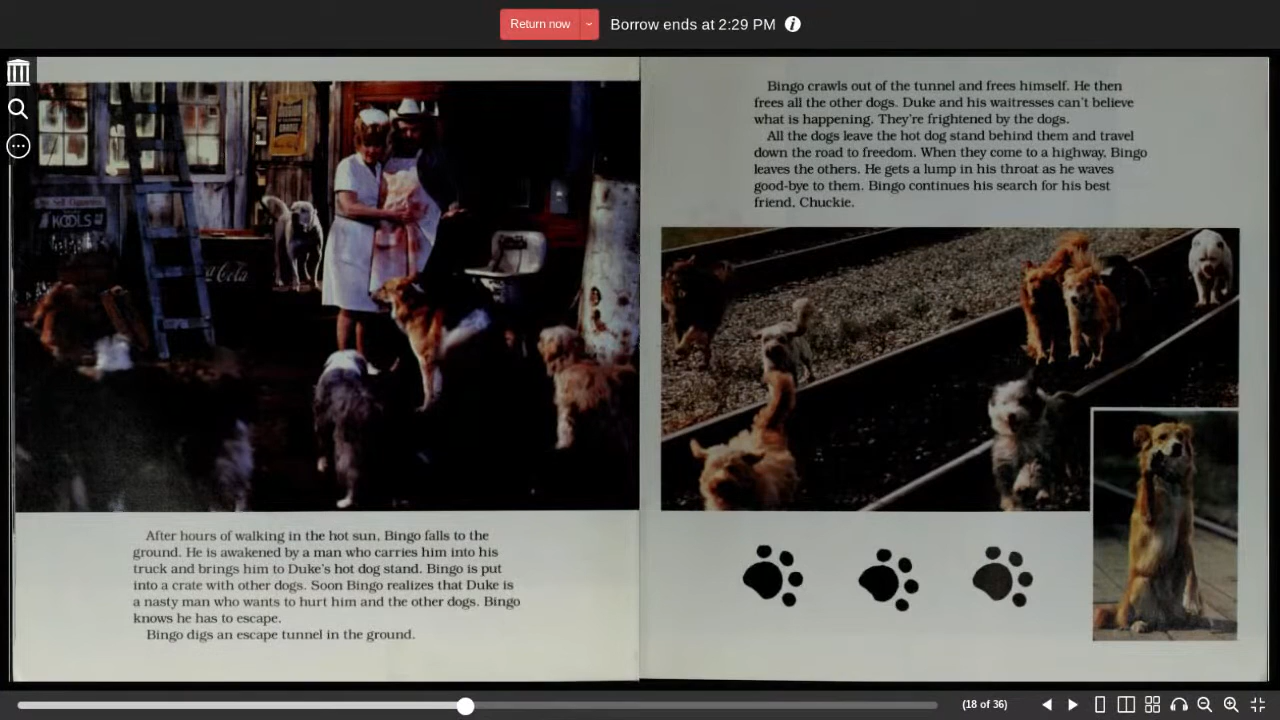 Return now
Borrow ends at 2:29 PM
KOOLS
Coca-Cola
After hours of walking in the hot sun, Bingo falls to the
ground. He is awakened by a man who carries him into his
truck and brings him to Duke's hot dog stand. Bingo is put
into a crate with other dogs. Soon Bingo realizes that Duke is
a nasty man who wants to hurt him and the other dogs. Bingo
knows he has to escape.
Bingo digs an escape tunnel in the ground.
Bingo crawls out of the tunnel and frees himself. He then
frees all the other dogs. Duke and his waitresses can't believe
what is happening. They're frightened by the dogs.
All the dogs leave the hot dog stand behind them and travel
down the road to freedom. When they come to a highway, Bingo
leaves the others. He gets a lump in his throat as he waves
good-bye to them. Bingo continues his search for his best
friend, Chuckie.
(18 of 36)